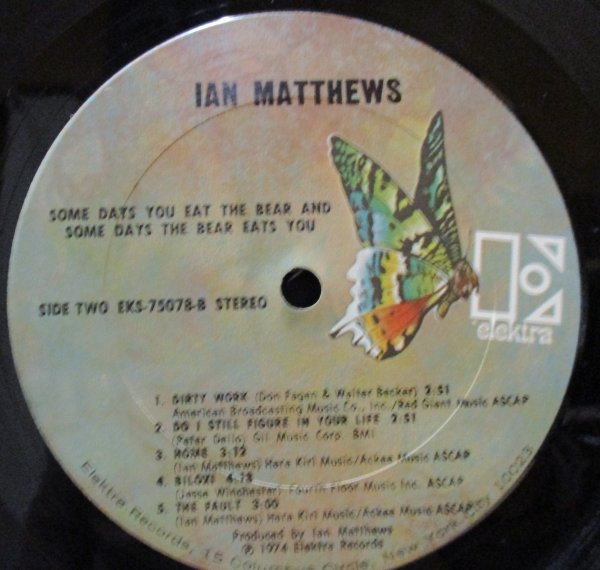 IAN MATTHEWS
SOME DAYS YOU EAT THE BEAR AND
SOME DAYS THE BEAR EATS YOU
SIDE TWO EKS-75078-B STEREO
elektra
1. DIRTY WORK (Don Fagen & Walter Becker) 2:51
American Broadcasting Music Co., Inc./Red Giant Music ASCAP
2. DO I STILL FIGURE IN YOUR LIFE 2:51
(Peter Dello) Gil Music Corp. BMI
3. HOME 3:12
(Ian Matthews) Hara Kiri Music/Ackee Music ASCAP
4. BILOXI 4:13
(Jesse Winchester) Fourth Floor Music Inc. ASCAP
5. THE FAULT 3:00
(Ian Matthews) Hara Kiri Music/Ackee Music ASCAP
Produced by Ian Matthews
℗ 1974 Elektra Records
Elektra Records, 15 Columbus Circle, New York City 10023